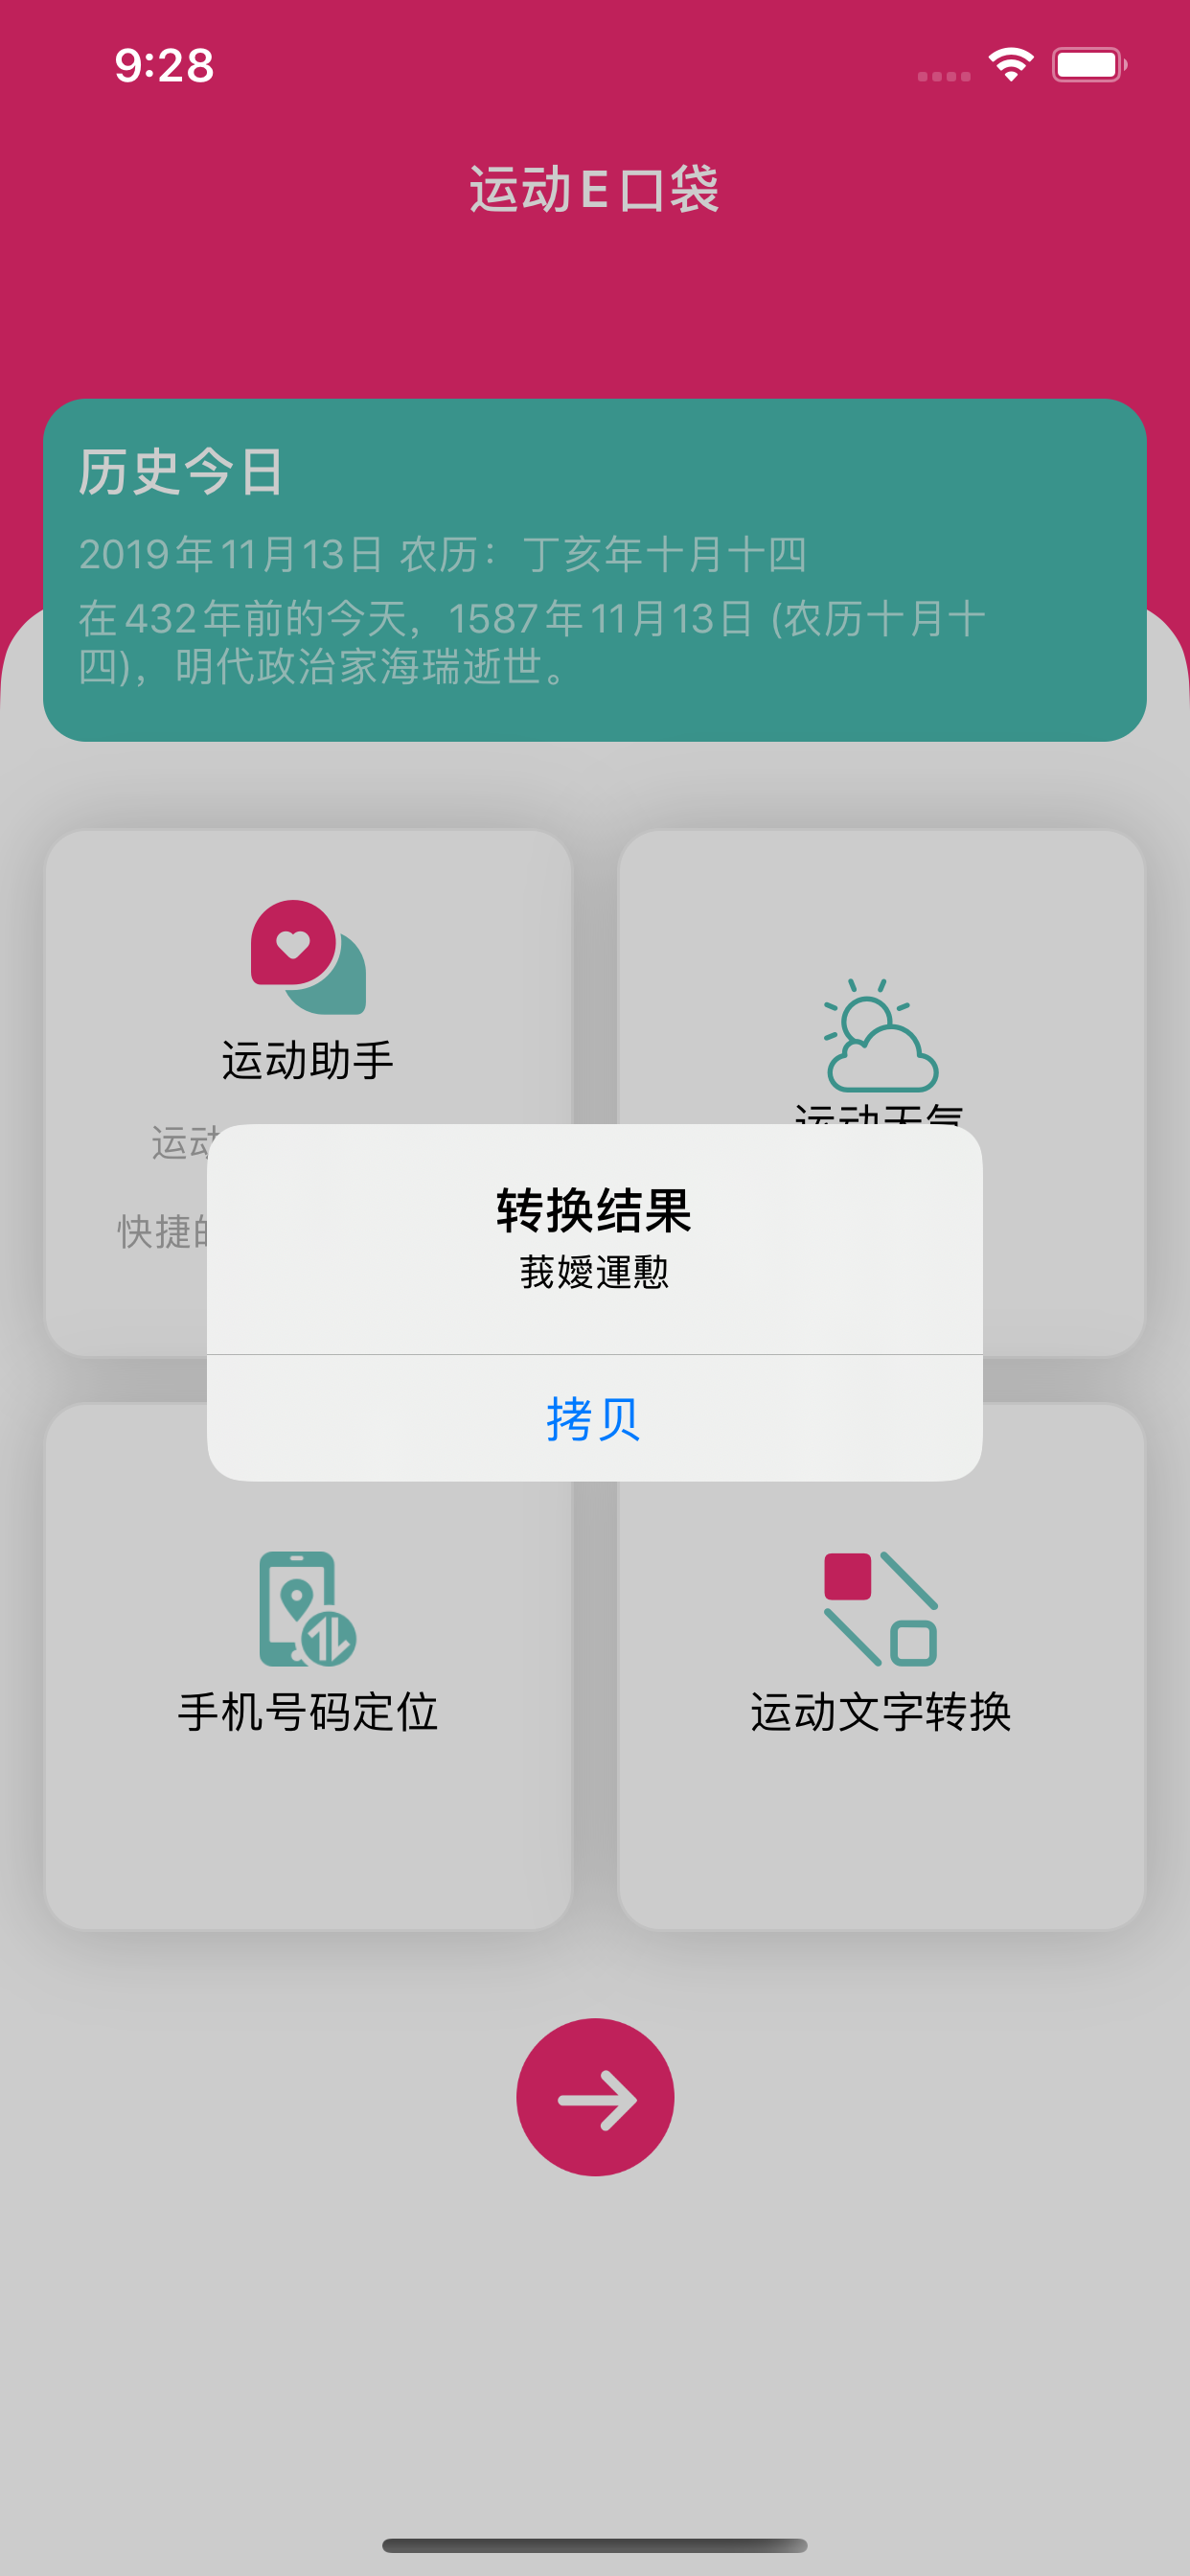 9:28
运动E口袋
历史今日
2019年11月13日 农历：丁亥年十月十四
在432年前的今天，1587年11月13日 (农历十月十
四)，明代政治家海瑞逝世。
运动助手
运动天气
运动
快捷的
转换结果
莪嬡運勳
拷贝
手机号码定位
运动文字转换